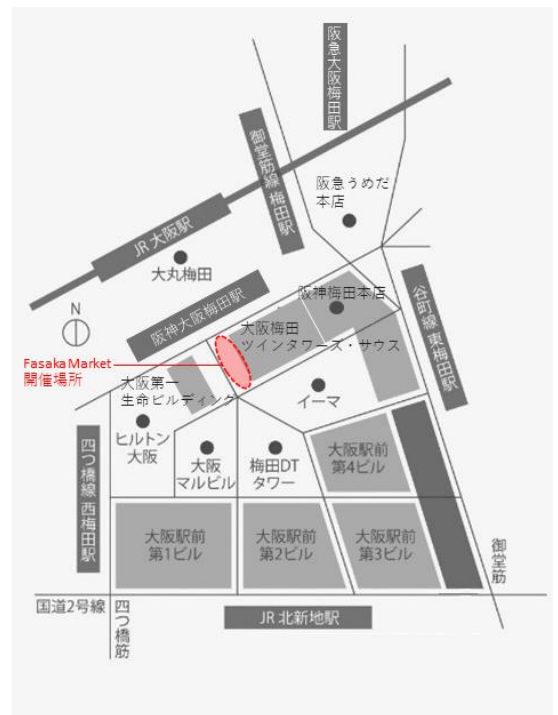 阪急大阪梅田駅
御堂筋線 梅田駅
阪急うめだ
本店
JR 大阪駅
大丸梅田
阪神大阪梅田駅
阪神梅田本店
大阪梅田
ツインタワーズ・サウス
谷町線 東梅田駅
N
Fasaka Market
開催場所
大阪第一
生命ビルディング
イーマ
ヒルトン
大阪
大阪
マルビル
梅田DT
タワー
大阪駅前
第4ビル
四つ橋線 西梅田駅
大阪駅前
第1ビル
大阪駅前
第2ビル
大阪駅前
第3ビル
御堂筋
国道2号線
四つ橋筋
JR 北新地駅